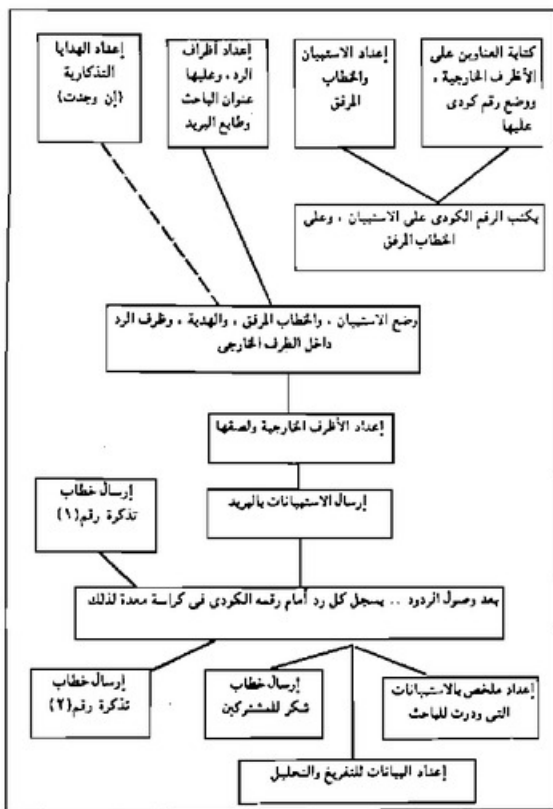 كتابة العناوين على
الأظرف الخارجية ،
ووضع رقم كودى
عليها
إعداد الاستبيان
والخطاب
المرفق
إعداد أظراف
الرد ، وعليها
عنوان الباحث
وطابع البريد
إعداد الهدايا
التذكارية
(إن وجدت)
يكتب الرقم الكودى على الاستبيان ، وعلى
الخطاب المرفق
وضع الاستبيان ، والخطاب المرفق ، والهدية ، وظرف الرد
داخل الظرف الخارجى
إعداد الأظرف الخارجية ولصقها
إرسال الاستبيانات بالبريد
إرسال خطاب
تذكرة رقم (١)
بعد وصول الردود .. يسجل كل رد أمام رقمه الكودى فى كراسة معدة لذلك
إعداد ملخص بالاستبيانات
التى وردت للباحث
إرسال خطاب
شكر للمشتركين
إرسال خطاب
تذكرة رقم (٢)
إعداد البيانات للتفريغ والتحليل